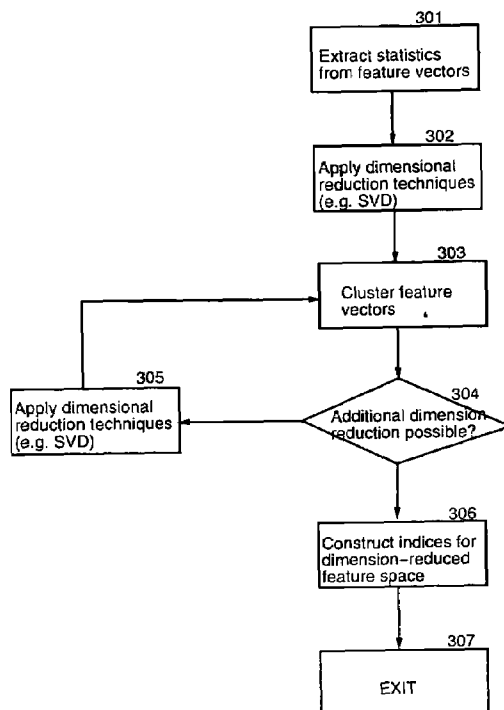 301
Extract statistics
from feature vectors
302
Apply dimensional
reduction techniques
(e.g. SVD)
303
Cluster feature
vectors
304
Additional dimension
reduction possible?
305
Apply dimensional
reduction techniques
(e.g. SVD)
306
Construct indices for
dimension-reduced
feature space
307
EXIT